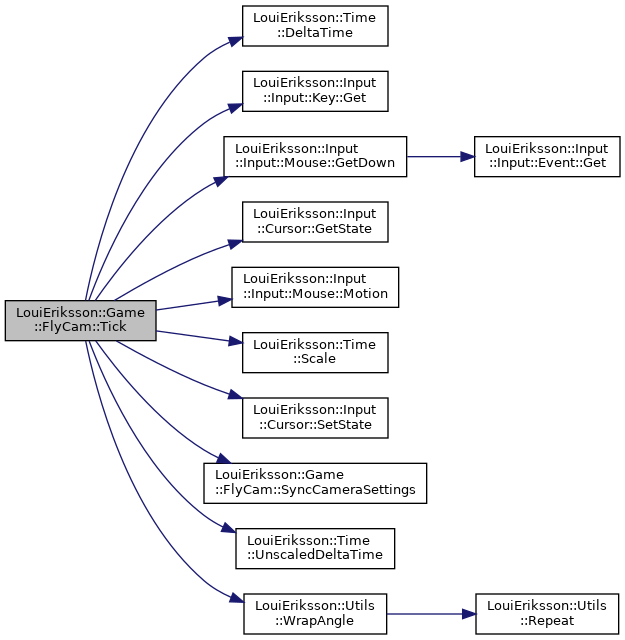 LouiEriksson::Time
::DeltaTime
LouiEriksson::Input
::Input::Key::Get
LouiEriksson::Input
::Input::Mouse::GetDown
LouiEriksson::Input
::Input::Event::Get
LouiEriksson::Input
::Cursor::GetState
LouiEriksson::Input
::Input::Mouse::Motion
LouiEriksson::Game
::FlyCam::Tick
LouiEriksson::Time
::Scale
LouiEriksson::Input
::Cursor::SetState
LouiEriksson::Game
::FlyCam::SyncCameraSettings
LouiEriksson::Time
::UnscaledDeltaTime
LouiEriksson::Utils
::WrapAngle
LouiEriksson::Utils
::Repeat